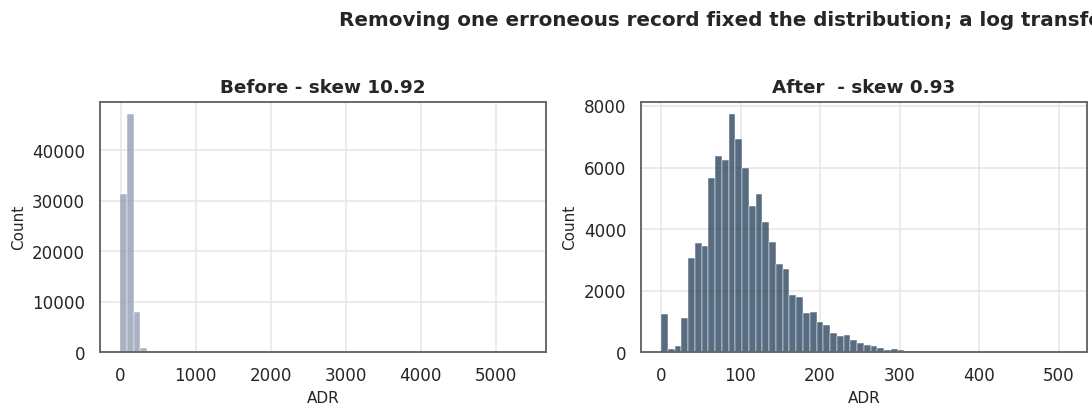 Removing one erroneous record fixed the distribution; a log transf
Before - skew 10.92
After  - skew 0.93
40000
30000
20000
10000
0
Count
0 1000 2000 3000 4000 5000
ADR
8000
6000
4000
2000
0
Count
0 100 200 300 400 500
ADR